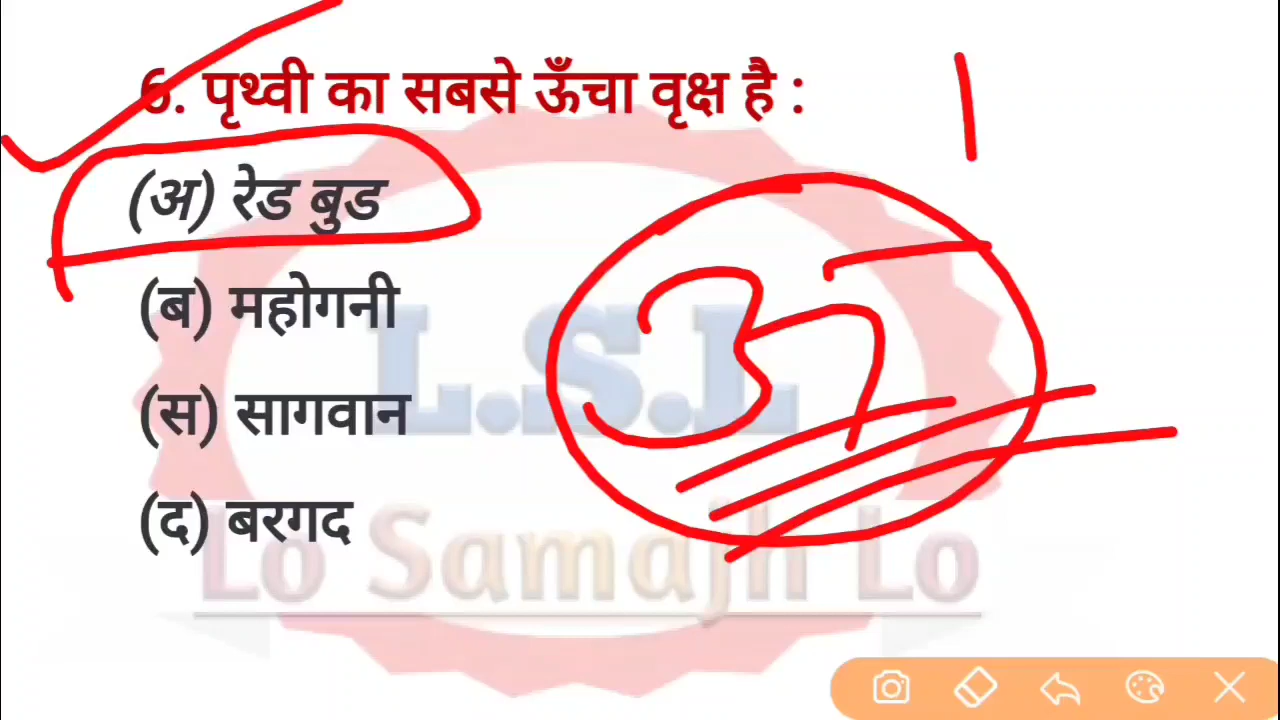 6. पृथ्वी का सबसे ऊँचा वृक्ष है :
(अ) रेड बुड
(ब) महोगनी
(स) सागवान
(द) बरगद
अ
L.S.L
Lo Samajh Lo